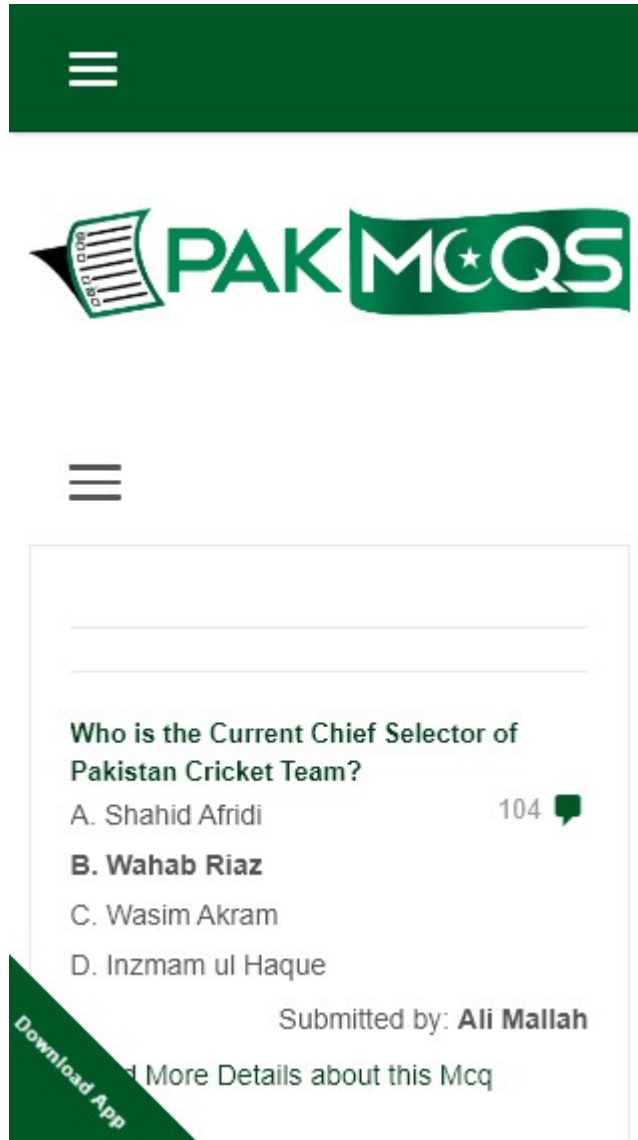 PAKMCQS
Who is the Current Chief Selector of
Pakistan Cricket Team?
A. Shahid Afridi
104
B. Wahab Riaz
C. Wasim Akram
D. Inzmam ul Haque
Submitted by: Ali Mallah
More Details about this Mcq
Download App